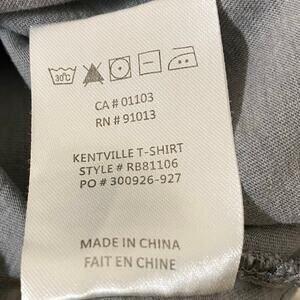 30°C
CA # 01103
RN # 91013
KENTVILLE T-SHIRT
STYLE # RB81106
PO # 300926-927
MADE IN CHINA
FAIT EN CHINE